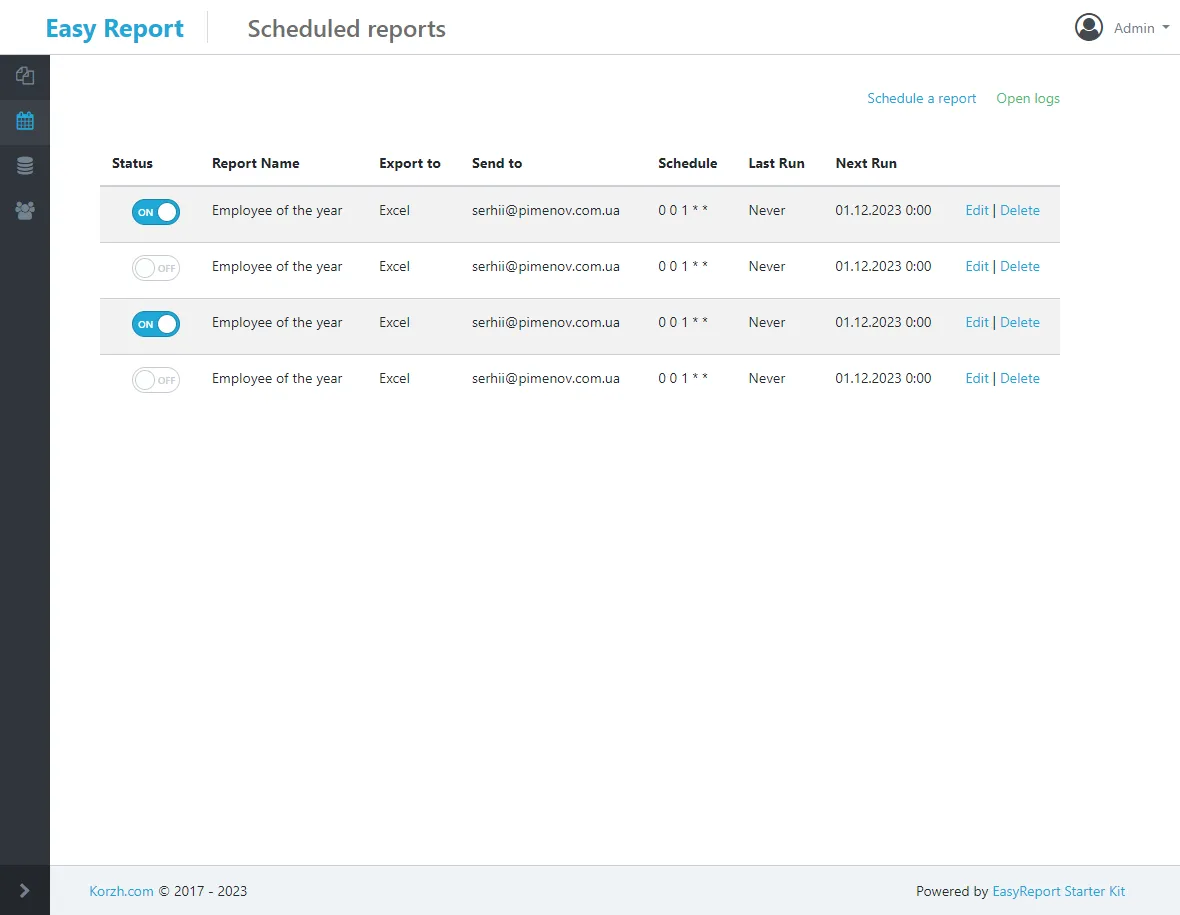 Easy Report Scheduled reports Admin
Schedule a report Open logs
Status Report Name Export to Send to Schedule Last Run Next Run
ON Employee of the year Excel serhii@pimenov.com.ua 0 0 1 * * Never 01.12.2023 0:00 Edit | Delete
OFF Employee of the year Excel serhii@pimenov.com.ua 0 0 1 * * Never 01.12.2023 0:00 Edit | Delete
ON Employee of the year Excel serhii@pimenov.com.ua 0 0 1 * * Never 01.12.2023 0:00 Edit | Delete
OFF Employee of the year Excel serhii@pimenov.com.ua 0 0 1 * * Never 01.12.2023 0:00 Edit | Delete
Korzh.com © 2017 - 2023 Powered by EasyReport Starter Kit